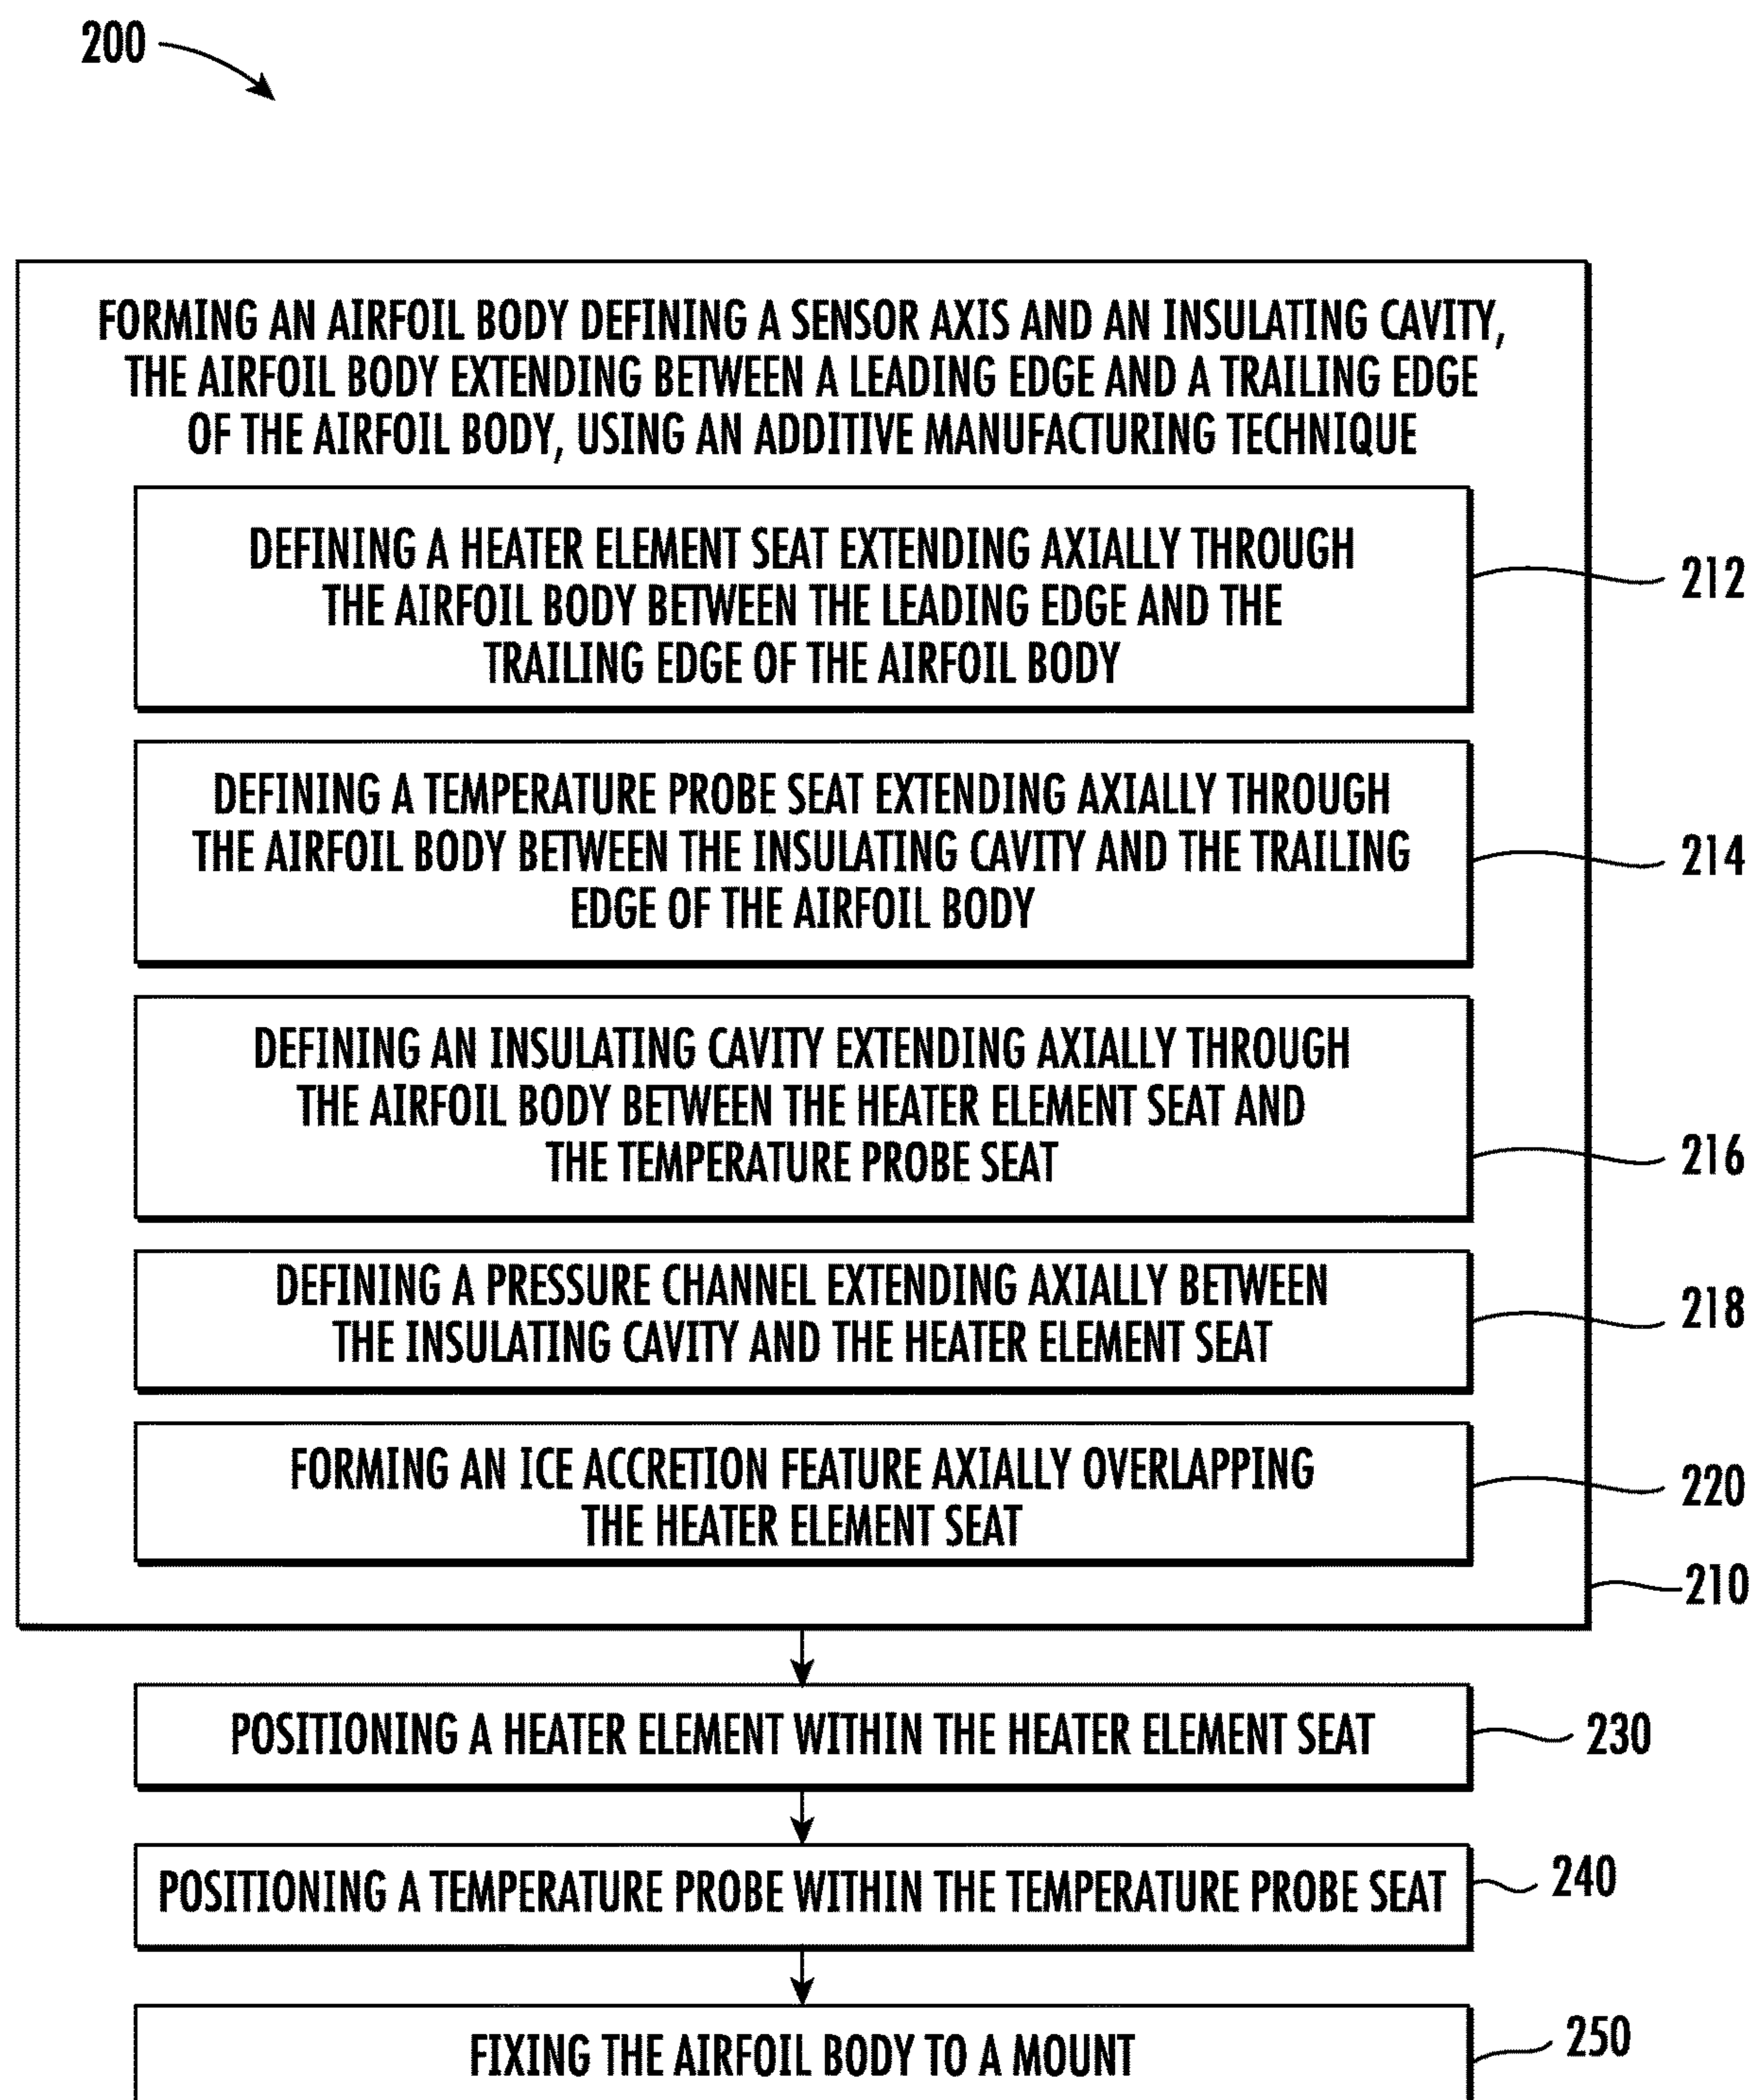 200
FORMING AN AIRFOIL BODY DEFINING A SENSOR AXIS AND AN INSULATING CAVITY,
THE AIRFOIL BODY EXTENDING BETWEEN A LEADING EDGE AND A TRAILING EDGE
OF THE AIRFOIL BODY, USING AN ADDITIVE MANUFACTURING TECHNIQUE
DEFINING A HEATER ELEMENT SEAT EXTENDING AXIALLY THROUGH
THE AIRFOIL BODY BETWEEN THE LEADING EDGE AND THE
TRAILING EDGE OF THE AIRFOIL BODY
212
DEFINING A TEMPERATURE PROBE SEAT EXTENDING AXIALLY THROUGH
THE AIRFOIL BODY BETWEEN THE INSULATING CAVITY AND THE TRAILING
EDGE OF THE AIRFOIL BODY
214
DEFINING AN INSULATING CAVITY EXTENDING AXIALLY THROUGH
THE AIRFOIL BODY BETWEEN THE HEATER ELEMENT SEAT AND
THE TEMPERATURE PROBE SEAT
216
DEFINING A PRESSURE CHANNEL EXTENDING AXIALLY BETWEEN
THE INSULATING CAVITY AND THE HEATER ELEMENT SEAT
218
FORMING AN ICE ACCRETION FEATURE AXIALLY OVERLAPPING
THE HEATER ELEMENT SEAT
220
210
POSITIONING A HEATER ELEMENT WITHIN THE HEATER ELEMENT SEAT
230
POSITIONING A TEMPERATURE PROBE WITHIN THE TEMPERATURE PROBE SEAT
240
FIXING THE AIRFOIL BODY TO A MOUNT
250